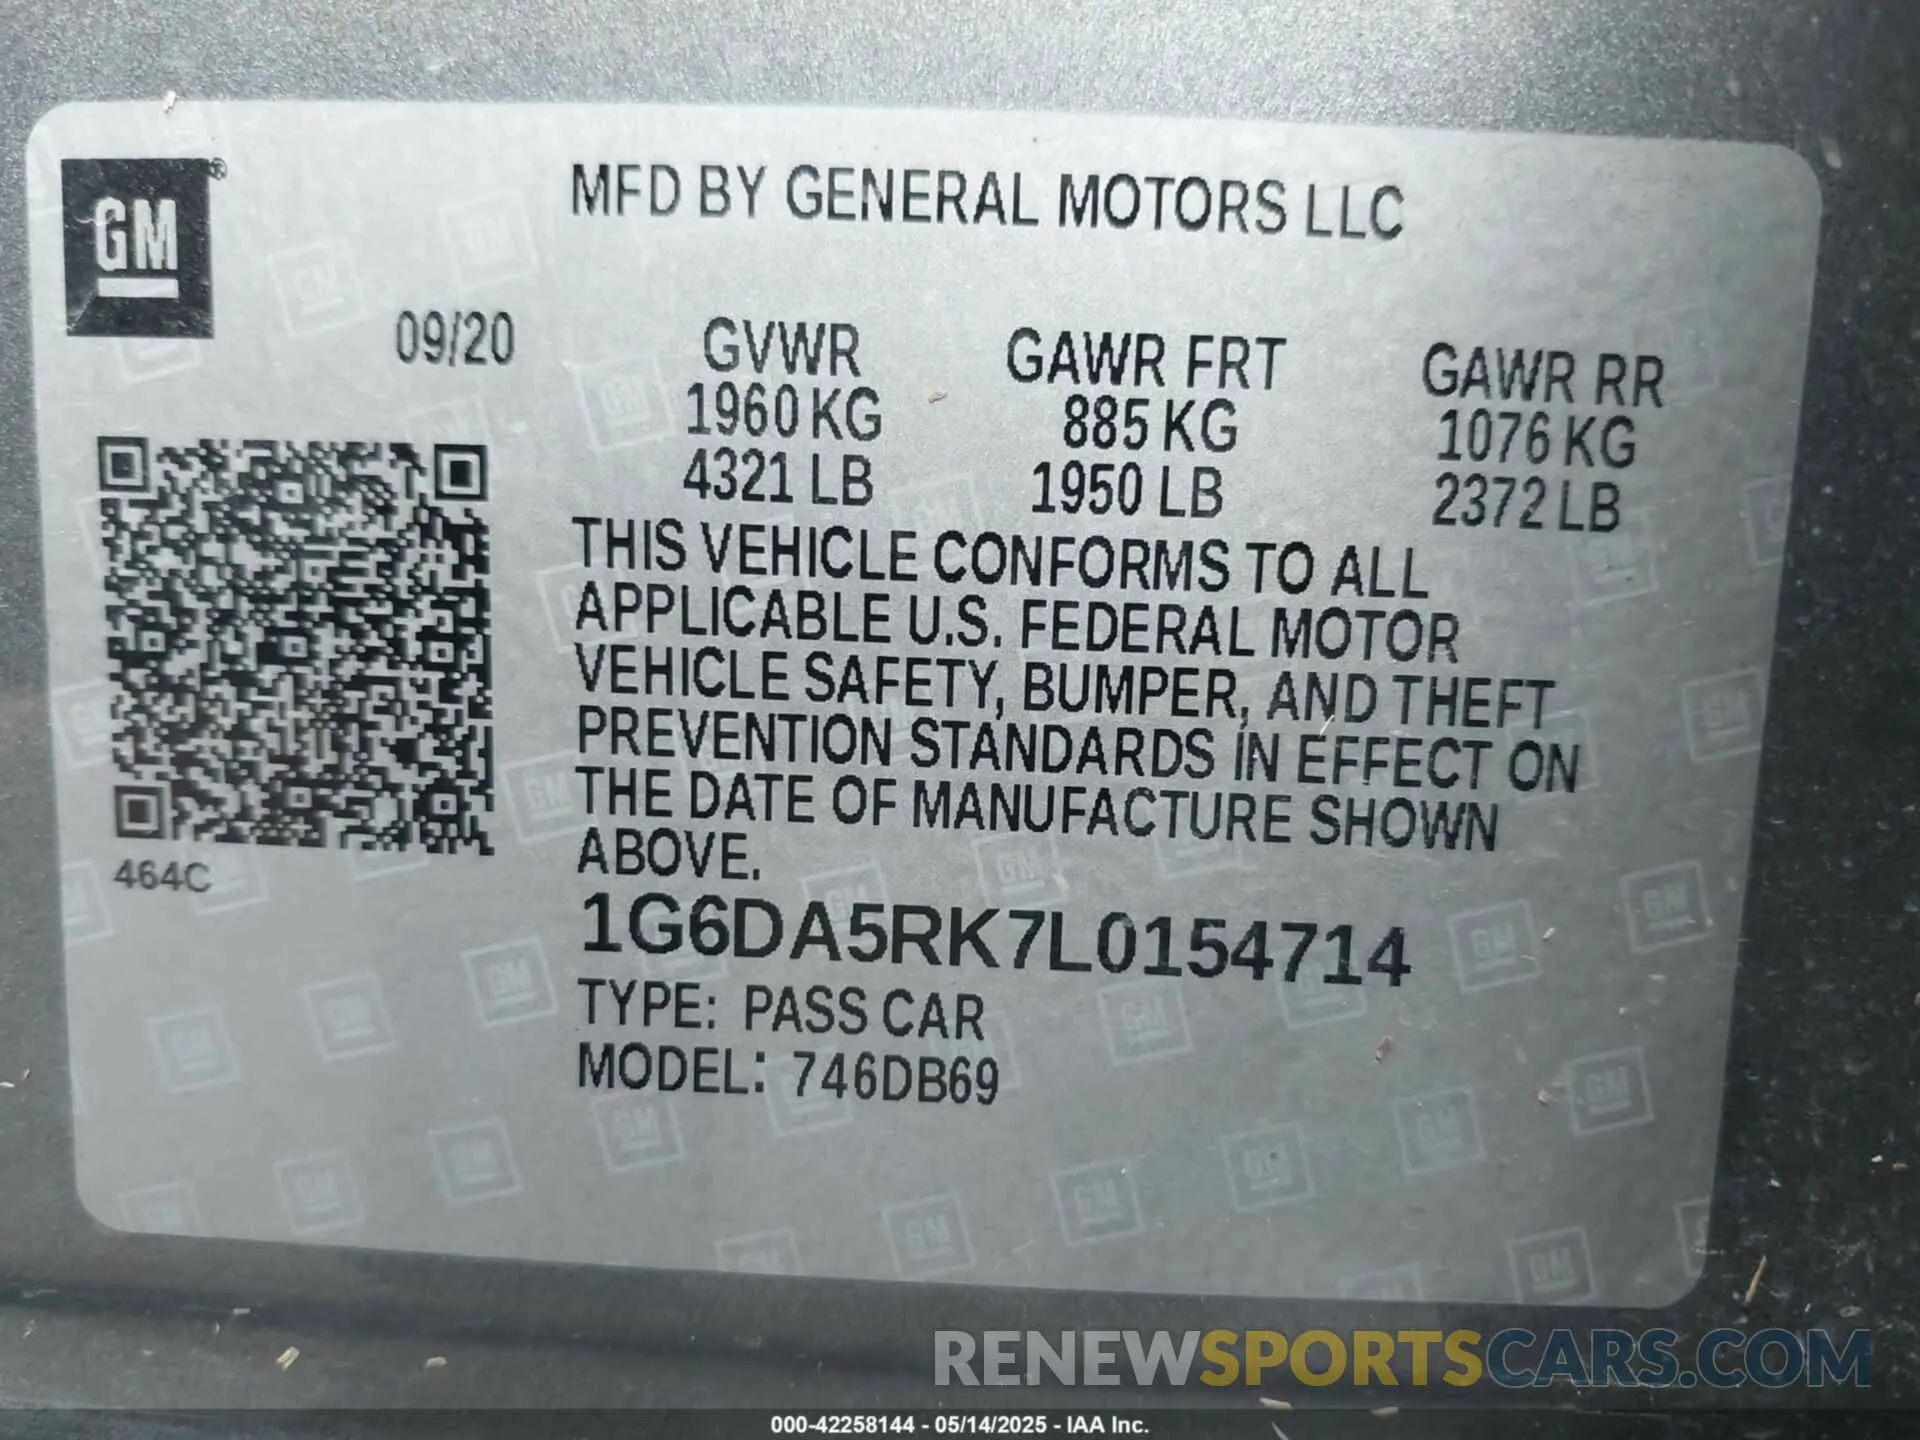 GM®
MFD BY GENERAL MOTORS LLC
09/20
GVWR GAWR FRT GAWR RR
1960 KG 885 KG 1076 KG
4321 LB 1950 LB 2372 LB
THIS VEHICLE CONFORMS TO ALL
APPLICABLE U.S. FEDERAL MOTOR
VEHICLE SAFETY, BUMPER, AND THEFT
PREVENTION STANDARDS IN EFFECT ON
THE DATE OF MANUFACTURE SHOWN
ABOVE.
464C
1G6DA5RK7L0154714
TYPE: PASS CAR
MODEL: 746DB69
RENEWSPORTSCARS.COM
000-42258144 - 05/14/2025 - IAA Inc.